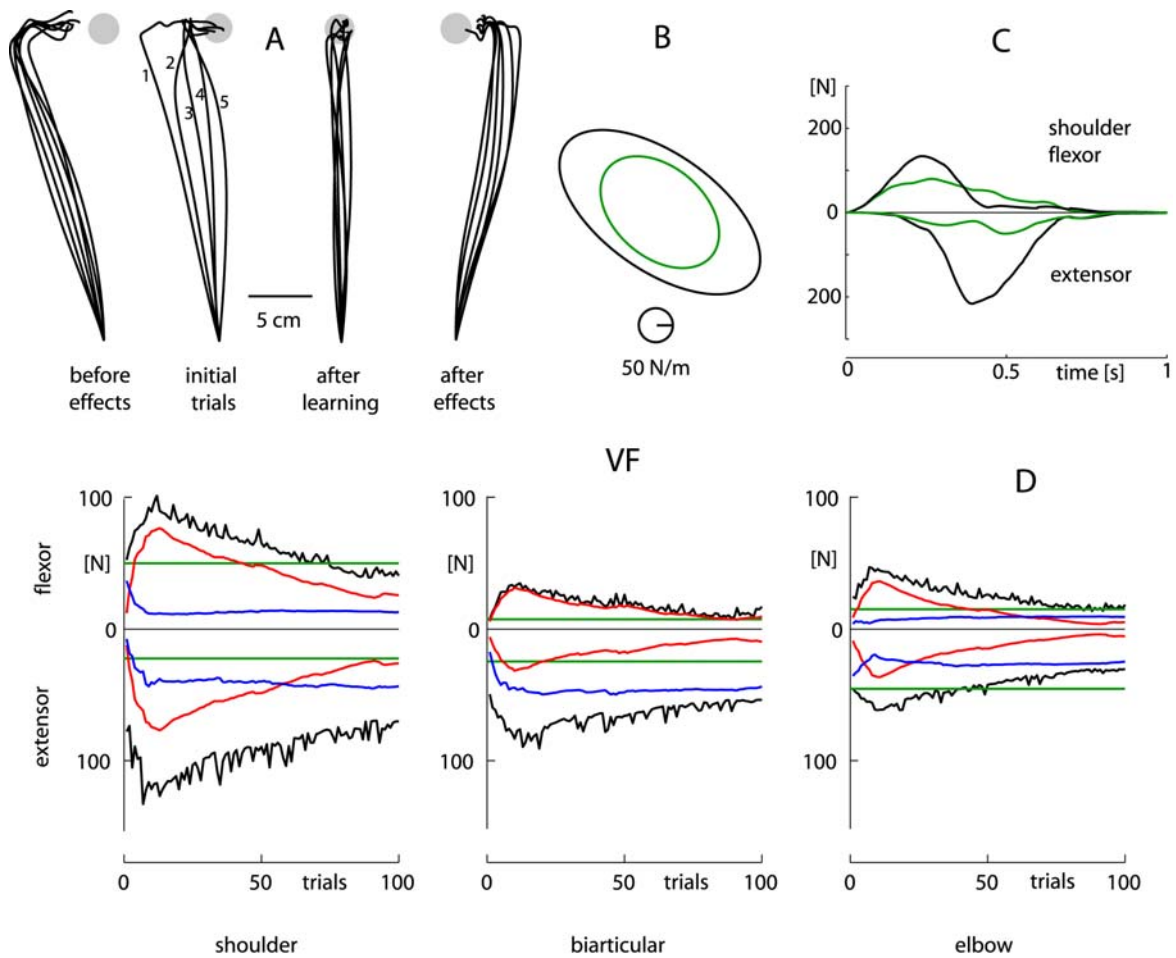 A
B
C
1
2
3
4
5
5 cm
before
effects
initial
trials
after
learning
after
effects
50 N/m
[N]
200
0
200
shoulder
flexor
extensor
0
0.5
1
time [s]
VF
D
flexor
extensor
100
[N]
0
100
0
50
trials
100
shoulder
100
[N]
0
100
0
50
trials
100
biarticular
100
[N]
0
100
0
50
trials
100
elbow